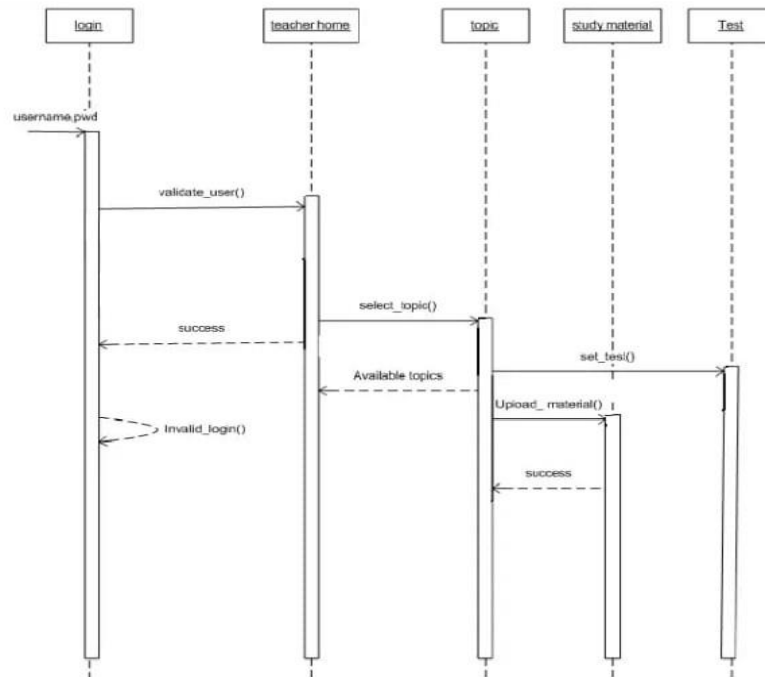 login
teacher home
topic
study material
Test
username,pwd
validate_user()
select_topic()
success
set_test()
Available topics
Upload_ material()
Invalid_login()
success